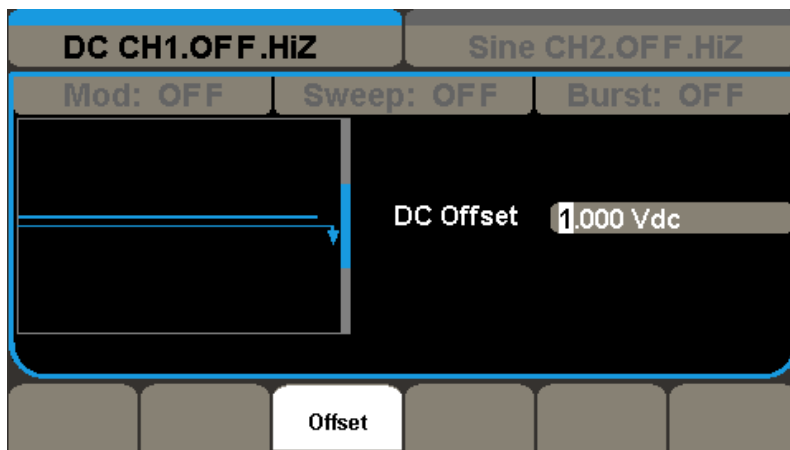 DC CH1.OFF.HiZ Sine CH2.OFF.HiZ
Mod: OFF Sweep: OFF Burst: OFF
DC Offset 1.000 Vdc
Offset